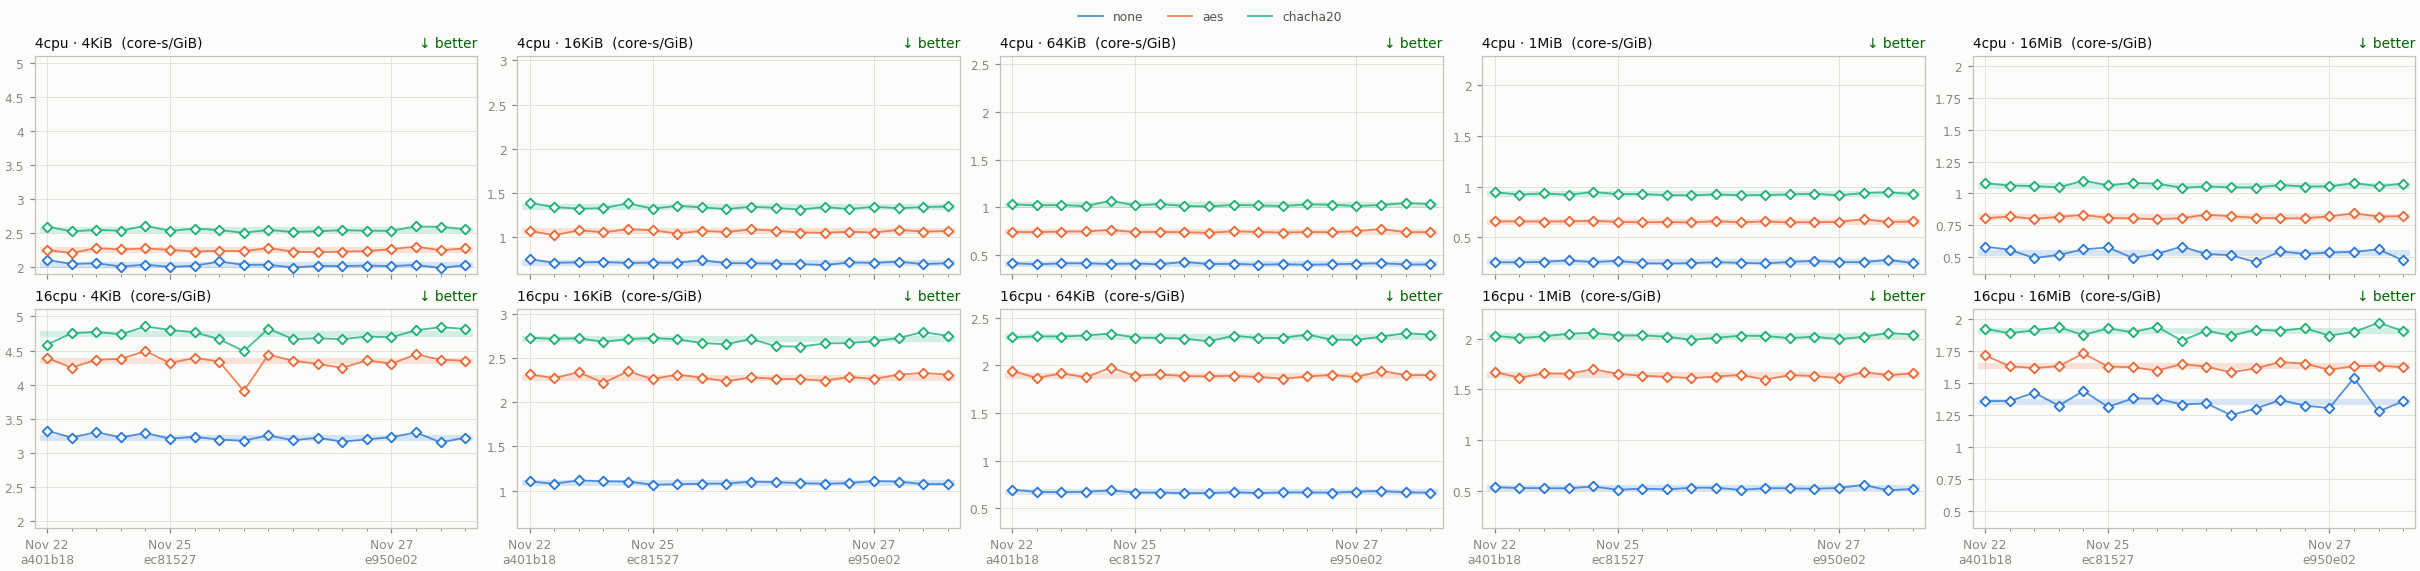 none aes chacha20
4cpu · 4KiB (core-s/GiB) ↓ better
5
4.5
4
3.5
3
2.5
2
4cpu · 16KiB (core-s/GiB) ↓ better
3
2.5
2
1.5
1
4cpu · 64KiB (core-s/GiB) ↓ better
2.5
2
1.5
1
0.5
4cpu · 1MiB (core-s/GiB) ↓ better
2
1.5
1
0.5
4cpu · 16MiB (core-s/GiB) ↓ better
2
1.75
1.5
1.25
1
0.75
0.5
16cpu · 4KiB (core-s/GiB) ↓ better
5
4.5
4
3.5
3
2.5
2
Nov 22 Nov 25 Nov 27
a401b18 ec81527 e950e02
16cpu · 16KiB (core-s/GiB) ↓ better
3
2.5
2
1.5
1
Nov 22 Nov 25 Nov 27
a401b18 ec81527 e950e02
16cpu · 64KiB (core-s/GiB) ↓ better
2.5
2
1.5
1
0.5
Nov 22 Nov 25 Nov 27
a401b18 ec81527 e950e02
16cpu · 1MiB (core-s/GiB) ↓ better
2
1.5
1
0.5
Nov 22 Nov 25 Nov 27
a401b18 ec81527 e950e02
16cpu · 16MiB (core-s/GiB) ↓ better
2
1.75
1.5
1.25
1
0.75
0.5
Nov 22 Nov 25 Nov 27
a401b18 ec81527 e950e02